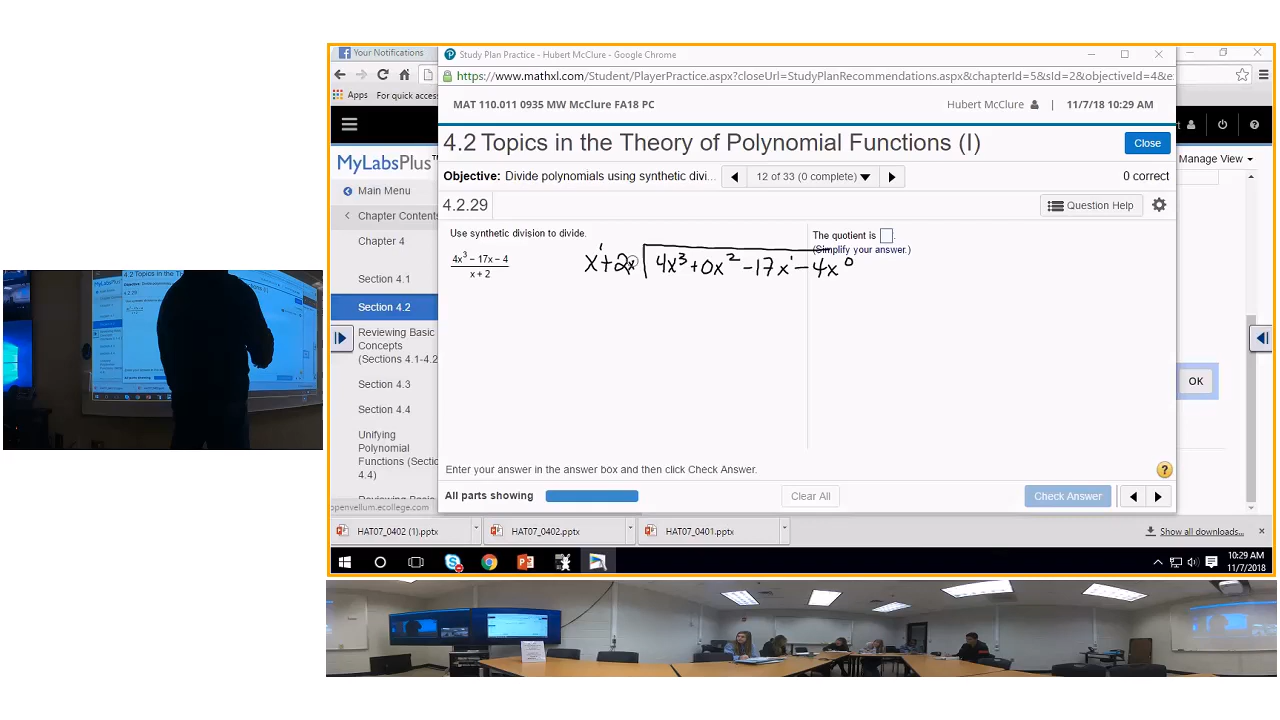 Your Notifications
Study Plan Practice - Hubert McClure - Google Chrome
https://www.mathxl.com/Student/PlayerPractice.aspx?closeUrl=StudyPlanRecommendations.aspx&chapterId=5&sId=2&objectiveId=4&e
Apps For quick access
MAT 110.011 0935 MW McClure FA18 PC
Hubert McClure | 11/7/18 10:29 AM
4.2 Topics in the Theory of Polynomial Functions (I)
Close
MyLabsPlus™
Manage View
Objective: Divide polynomials using synthetic divi...
12 of 33 (0 complete)
0 correct
Main Menu
4.2.29
Question Help
Chapter Contents
Use synthetic division to divide.
The quotient is
(Simplify your answer.)
4x³ − 17x − 4
x + 2
x¹+2x 4x³+0x²-17x¹-4x⁰
Chapter 4
Section 4.1
Section 4.2
Reviewing Basic
Concepts
(Sections 4.1-4.2
Section 4.3
Section 4.4
Unifying
Polynomial
Functions (Sectio
4.4)
OK
Enter your answer in the answer box and then click Check Answer.
All parts showing
Clear All
Check Answer
openvellum.ecollege.com
HAT07_0402 (1).pptx
HAT07_0402.pptx
HAT07_0401.pptx
Show all downloads...
10:29 AM
11/7/2018